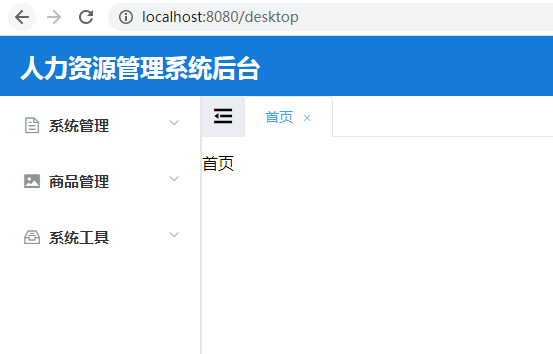 localhost:8080/desktop
人力资源管理系统后台
系统管理
首页
首页
商品管理
系统工具